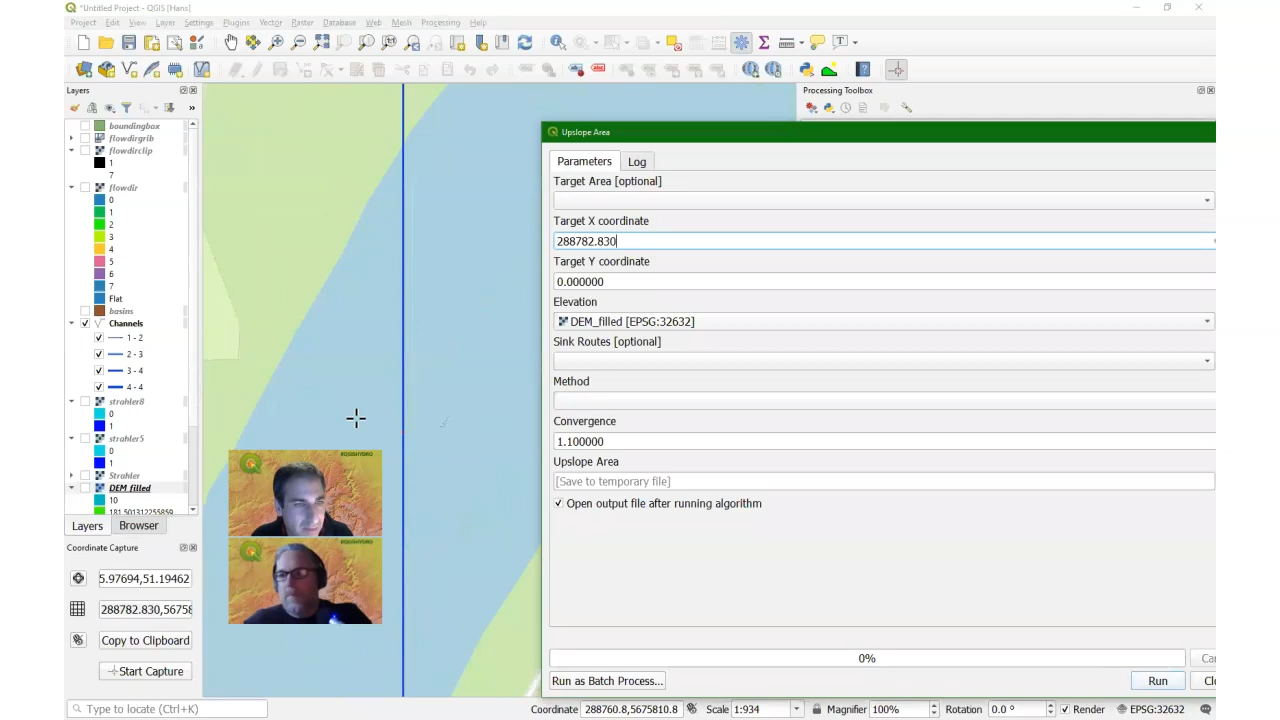 *Untitled Project - QGIS [Hans]
Project Edit View Layer Settings Plugins Vector Raster Database Web Mesh Processing Help
Layers
Processing Toolbox
boundingbox
flowdirgrib
flowdirclip
1
7
flowdir
0
1
2
3
4
5
6
7
Flat
basins
Channels
1 - 2
2 - 3
3 - 4
4 - 4
strahler8
0
1
strahler5
0
1
Strahler
DEM filled
10
181.501312255859
Layers Browser
Coordinate Capture
5.97694,51.19462
288782.830,56758
Copy to Clipboard
Start Capture
#QGISHYDRO
#QGISHYDRO
Upslope Area
Parameters Log
Target Area [optional]
Target X coordinate
288782.830
Target Y coordinate
0.000000
Elevation
DEM_filled [EPSG:32632]
Sink Routes [optional]
Method
Convergence
1.100000
Upslope Area
[Save to temporary file]
Open output file after running algorithm
0%
Can
Run as Batch Process...
Run
Clo
Type to locate (Ctrl+K)
Coordinate 288760.8,5675810.8 Scale 1:934 Magnifier 100% Rotation 0.0 ° Render EPSG:32632